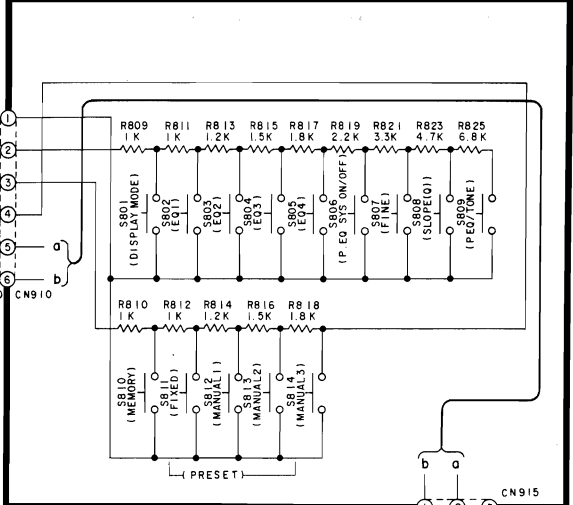 1
2
3
4
5 a
6 b
CN910
R809 R811 R813 R815 R817 R819 R821 R823 R825
1K 1K 1.2K 1.5K 1.8K 2.2K 3.3K 4.7K 6.8K
S801 (DISPLAY MODE)
S802 (EQ1)
S803 (EQ2)
S804 (EQ3)
S805 (EQ4)
S806 (P.EQ SYS ON/OFF)
S807 (FINE)
S808 (SLOPE(Q))
S809 (PEQ/TONE)
R810 R812 R814 R816 R818
1K 1K 1.2K 1.5K 1.8K
S810 (MEMORY)
S811 (FIXED)
S812 (MANUAL1)
S813 (MANUAL2)
S814 (MANUAL3)
(PRESET)
b a
CN915